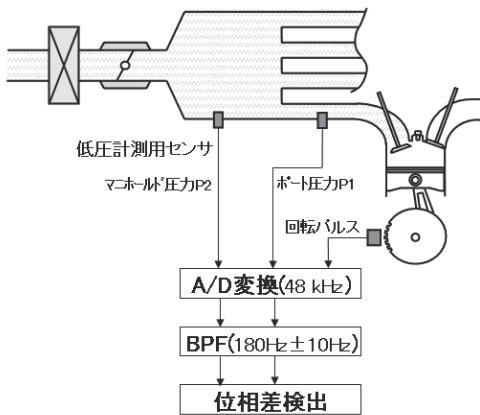 低圧計測用センサ
マニホールド圧力P2
ポート圧力P1
回転パルス
A/D変換(48 kHz)
BPF(180Hz±10Hz)
位相差検出